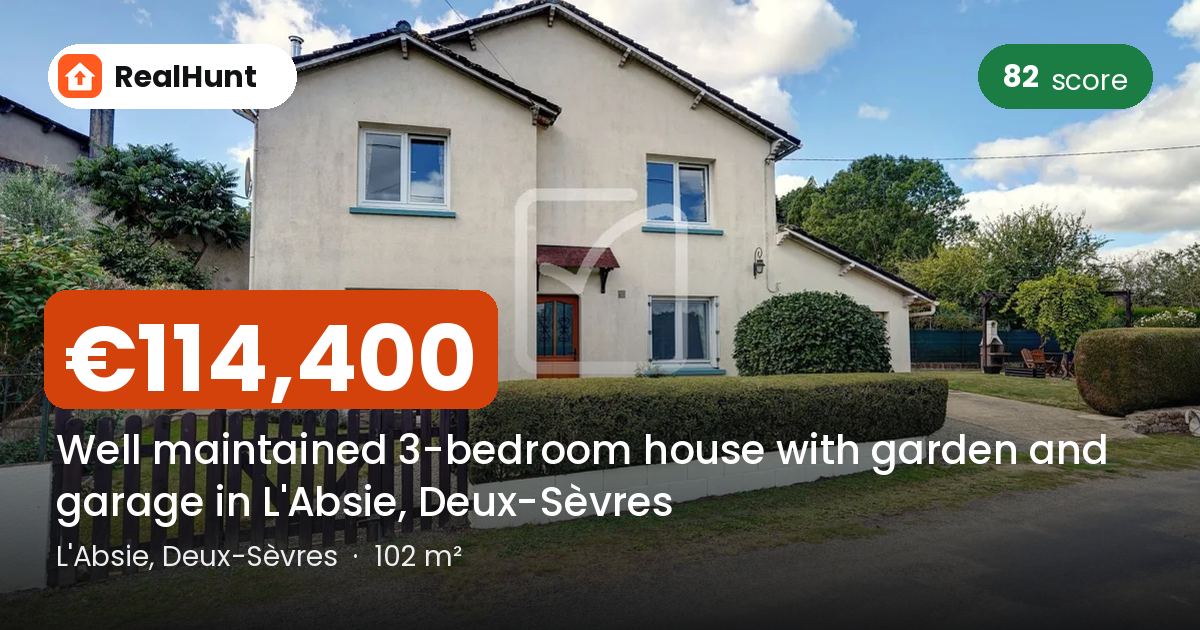 RealHunt
82 score
€114,400
Well maintained 3-bedroom house with garden and
garage in L'Absie, Deux-Sèvres
L'Absie, Deux-Sèvres · 102 m²